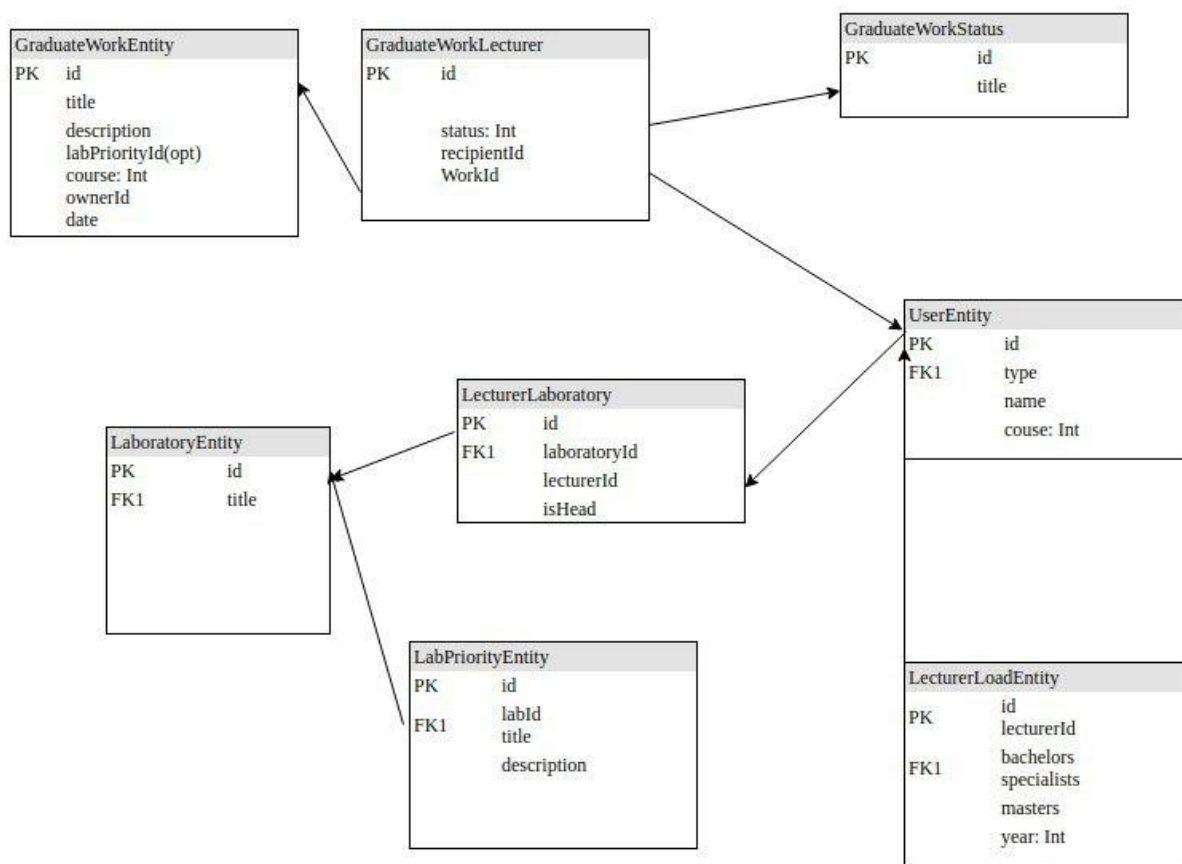 GraduateWorkEntity
PK id
title
description
labPriorityId(opt)
course: Int
ownerId
date
GraduateWorkLecturer
PK id
status: Int
recipientId
WorkId
GraduateWorkStatus
PK id
title
UserEntity
PK id
FK1 type
name
couse: Int
LecturerLaboratory
PK id
FK1 laboratoryId
lecturerId
isHead
LaboratoryEntity
PK id
FK1 title
LabPriorityEntity
PK id
FK1 labId
title
description
LecturerLoadEntity
PK id
lecturerId
FK1 bachelors
specialists
masters
year: Int